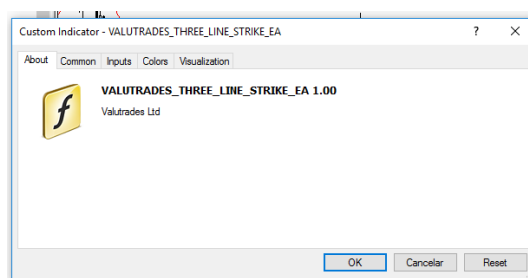 Custom Indicator - VALUTRADES_THREE_LINE_STRIKE_EA ? X
About Common Inputs Colors Visualization
VALUTRADES_THREE_LINE_STRIKE_EA 1.00
Valutrades Ltd
OK Cancelar Reset